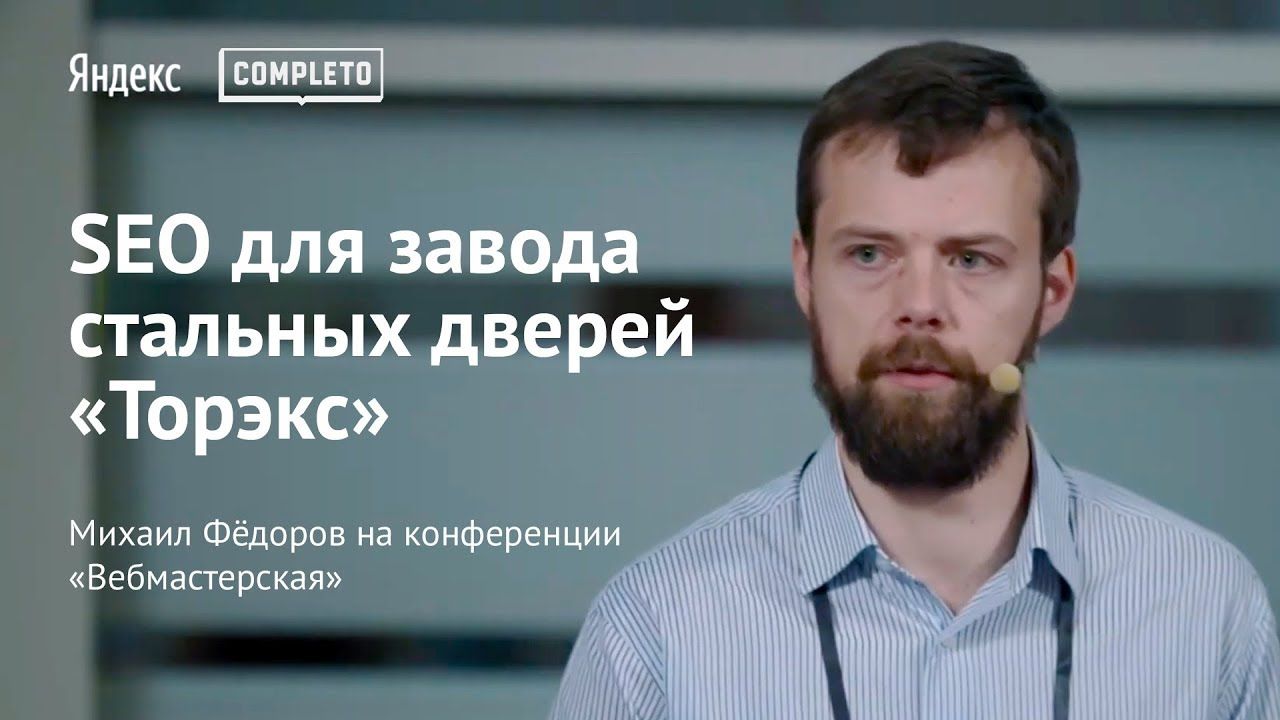 Яндекс
COMPLETO
SEO для завода
стальных дверей
«Торэкс»
Михаил Фёдоров на конференции
«Вебмастерская»